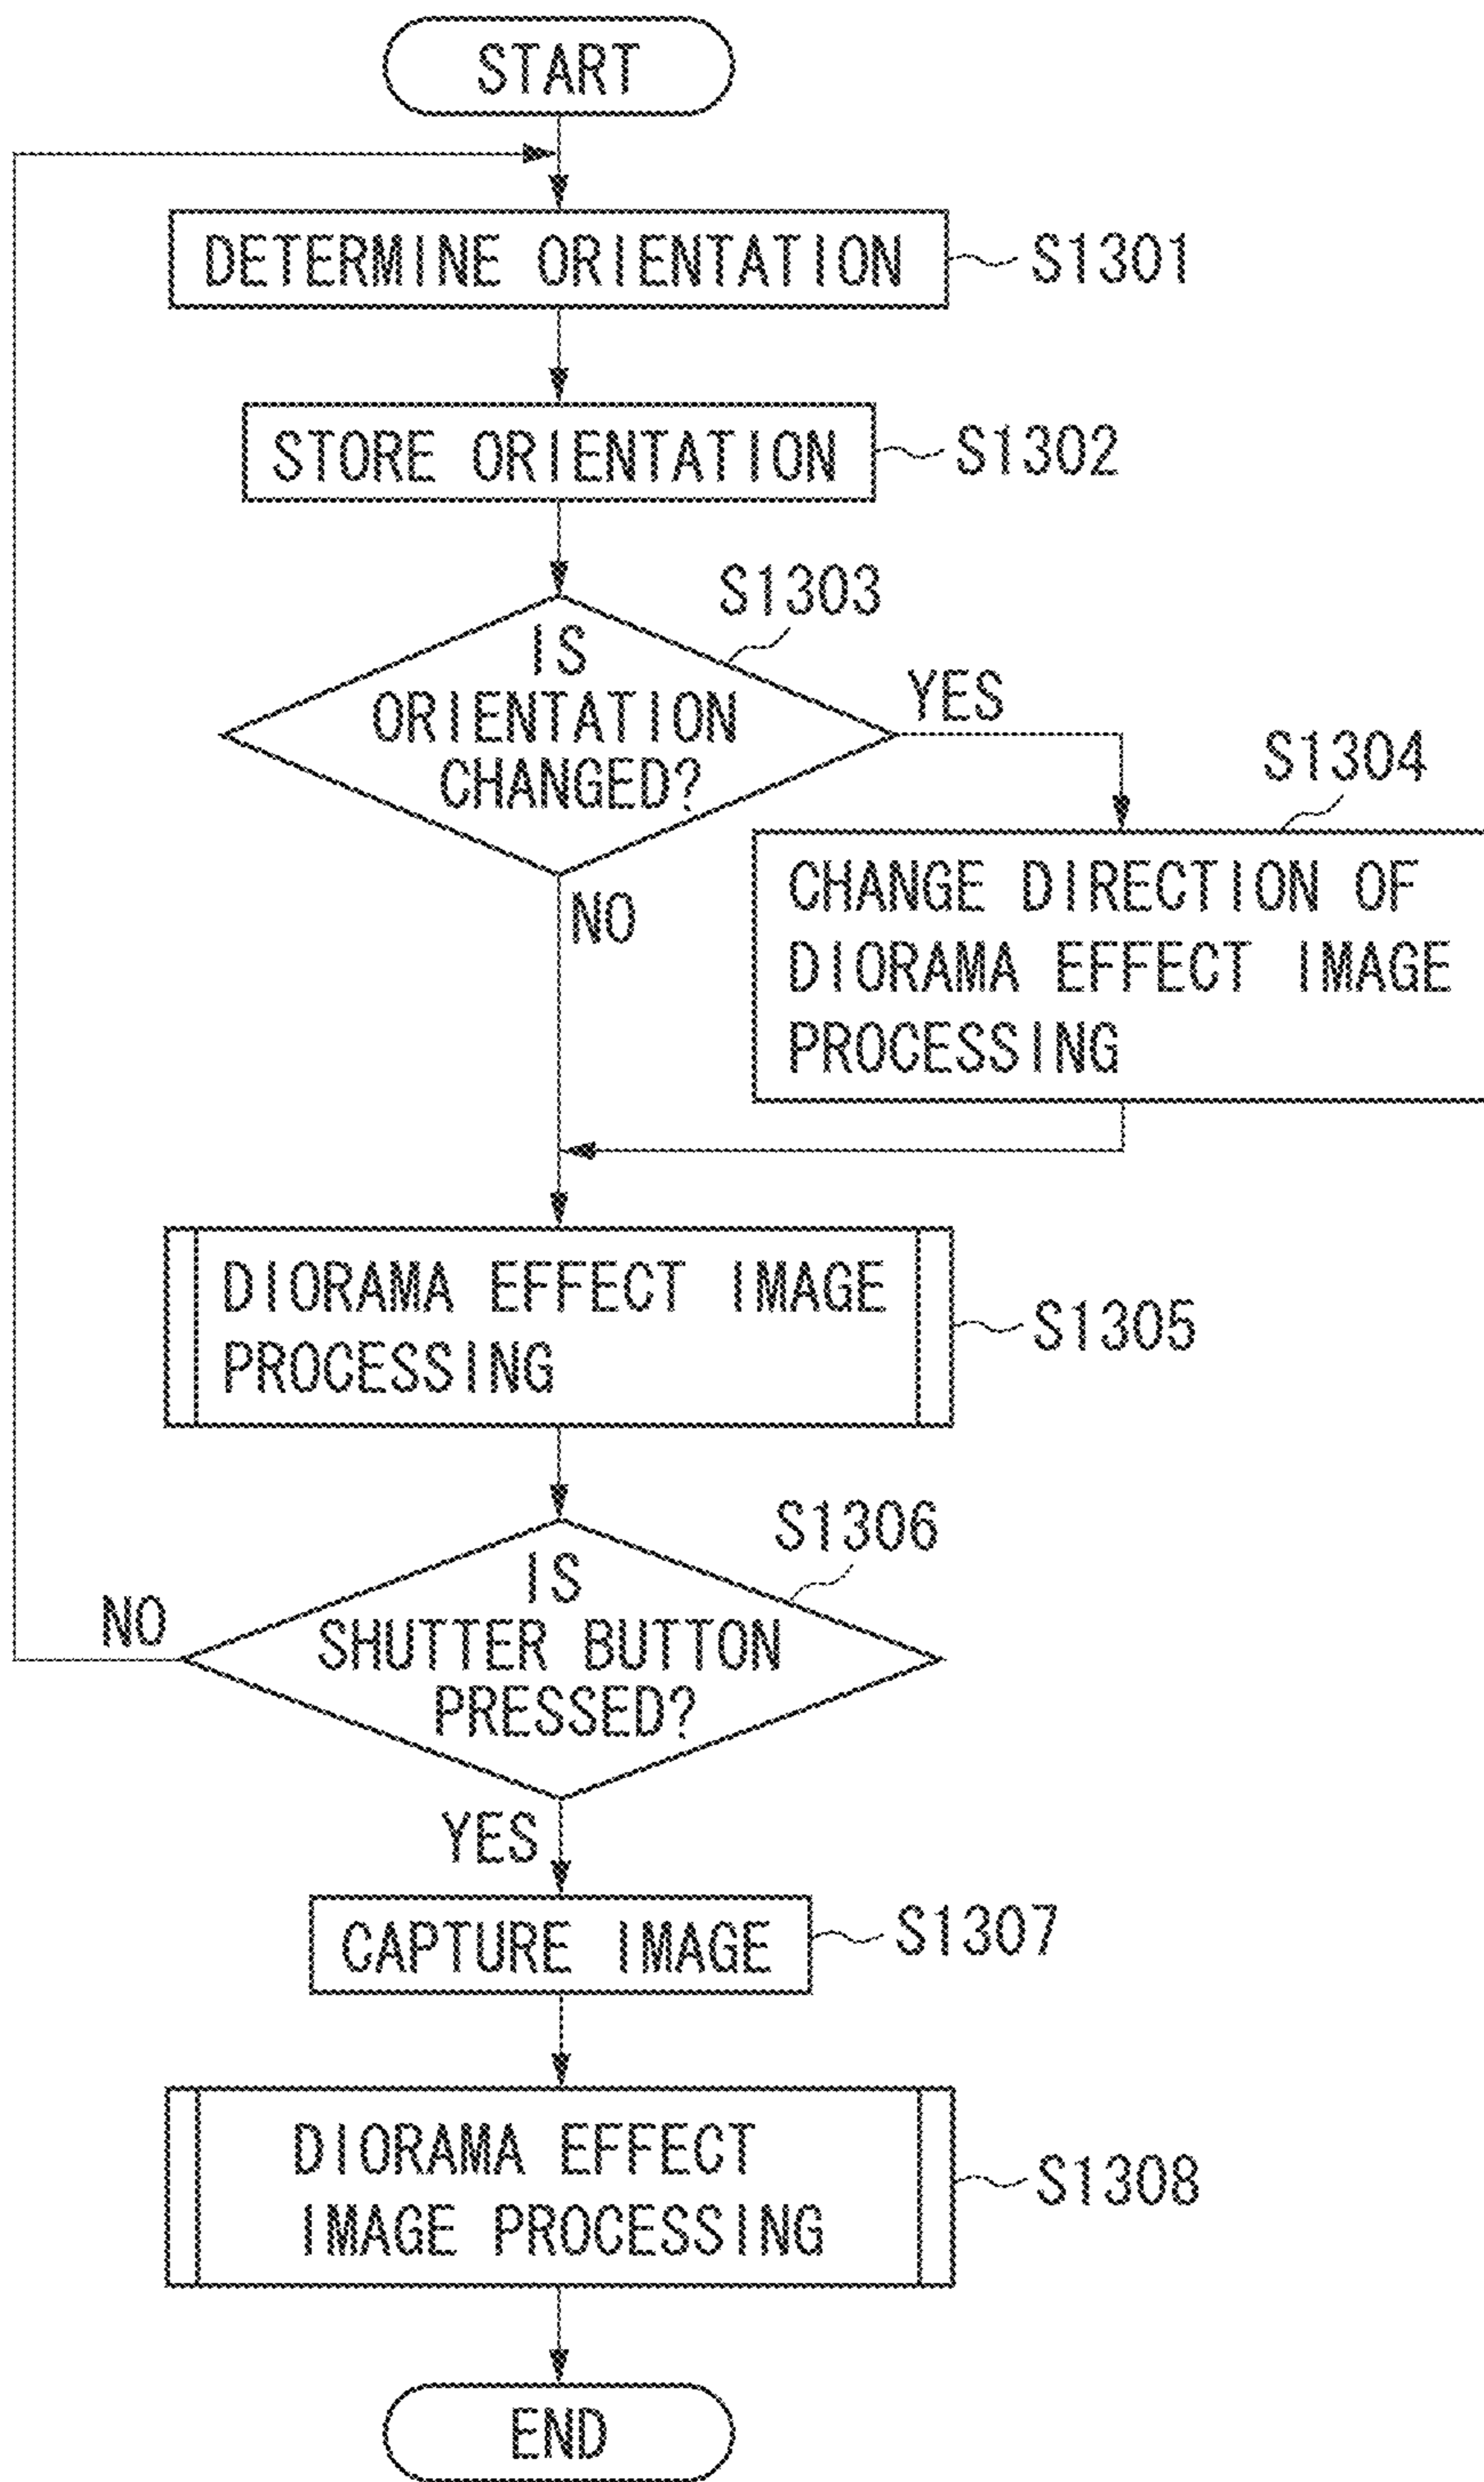 START
DETERMINE ORIENTATION
S1301
STORE ORIENTATION
S1302
S1303
IS
ORIENTATION
CHANGED?
YES
NO
S1304
CHANGE DIRECTION OF
DIORAMA EFFECT IMAGE
PROCESSING
DIORAMA EFFECT IMAGE
PROCESSING
S1305
S1306
IS
SHUTTER BUTTON
PRESSED?
NO
YES
CAPTURE IMAGE
S1307
DIORAMA EFFECT
IMAGE PROCESSING
S1308
END